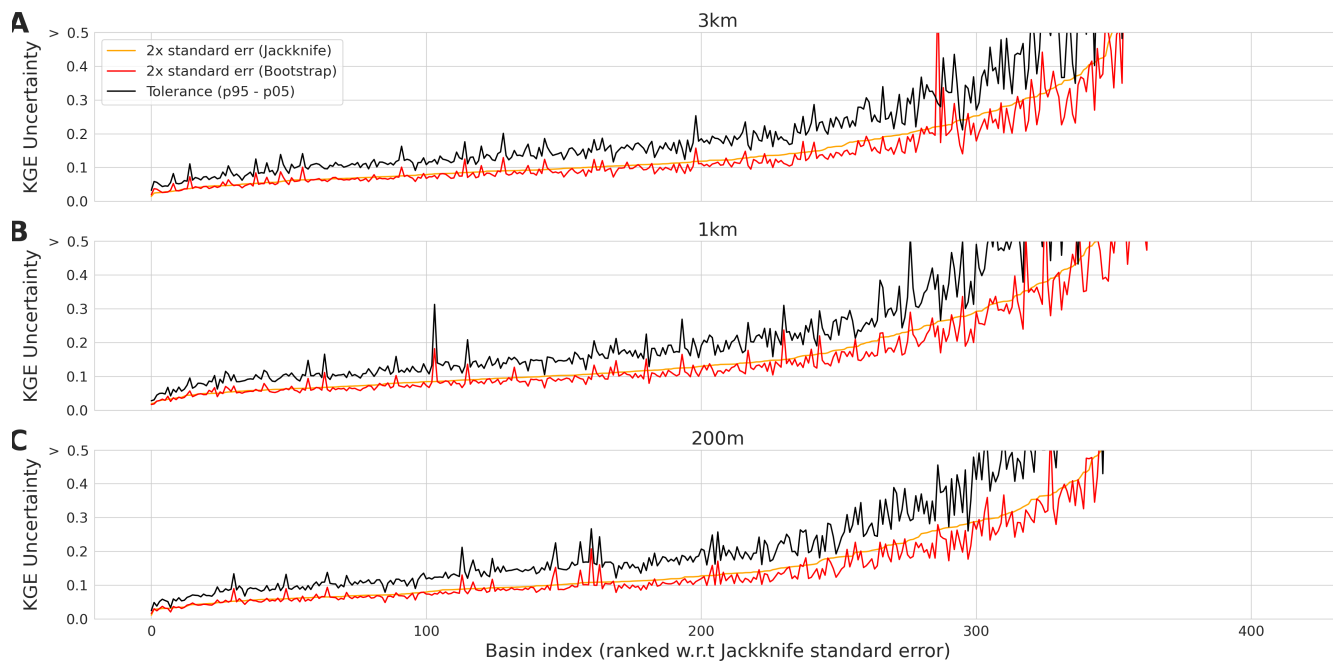 A
3km
KGE Uncertainty
> 0.5
0.4
0.3
0.2
0.1
0.0
2x standard err (Jackknife)
2x standard err (Bootstrap)
Tolerance (p95 - p05)
B
1km
KGE Uncertainty
> 0.5
0.4
0.3
0.2
0.1
0.0
C
200m
KGE Uncertainty
> 0.5
0.4
0.3
0.2
0.1
0.0
0 100 200 300 400
Basin index (ranked w.r.t Jackknife standard error)